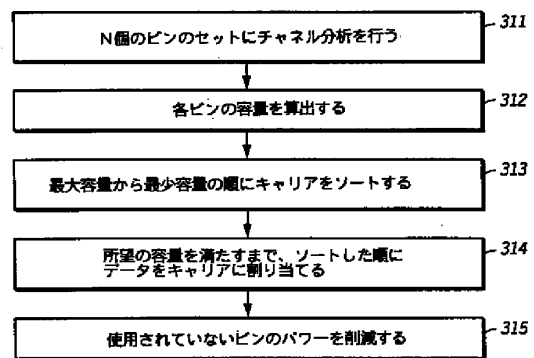 N個のビンのセットにチャネル分析を行う
311
各ビンの容量を算出する
312
最大容量から最少容量の順にキャリアをソートする
313
所望の容量を満たすまで、ソートした順に
データをキャリアに割り当てる
314
使用されていないビンのパワーを削減する
315